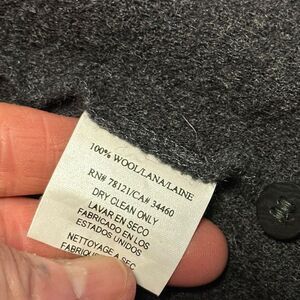 100% WOOL/LANA/LAINE
RN# 78121/CA# 34460
DRY CLEAN ONLY
LAVAR EN SECO
FABRICADO EN LOS
ESTADOS UNIDOS
NETTOYAGE A SEC
FABRIQUE